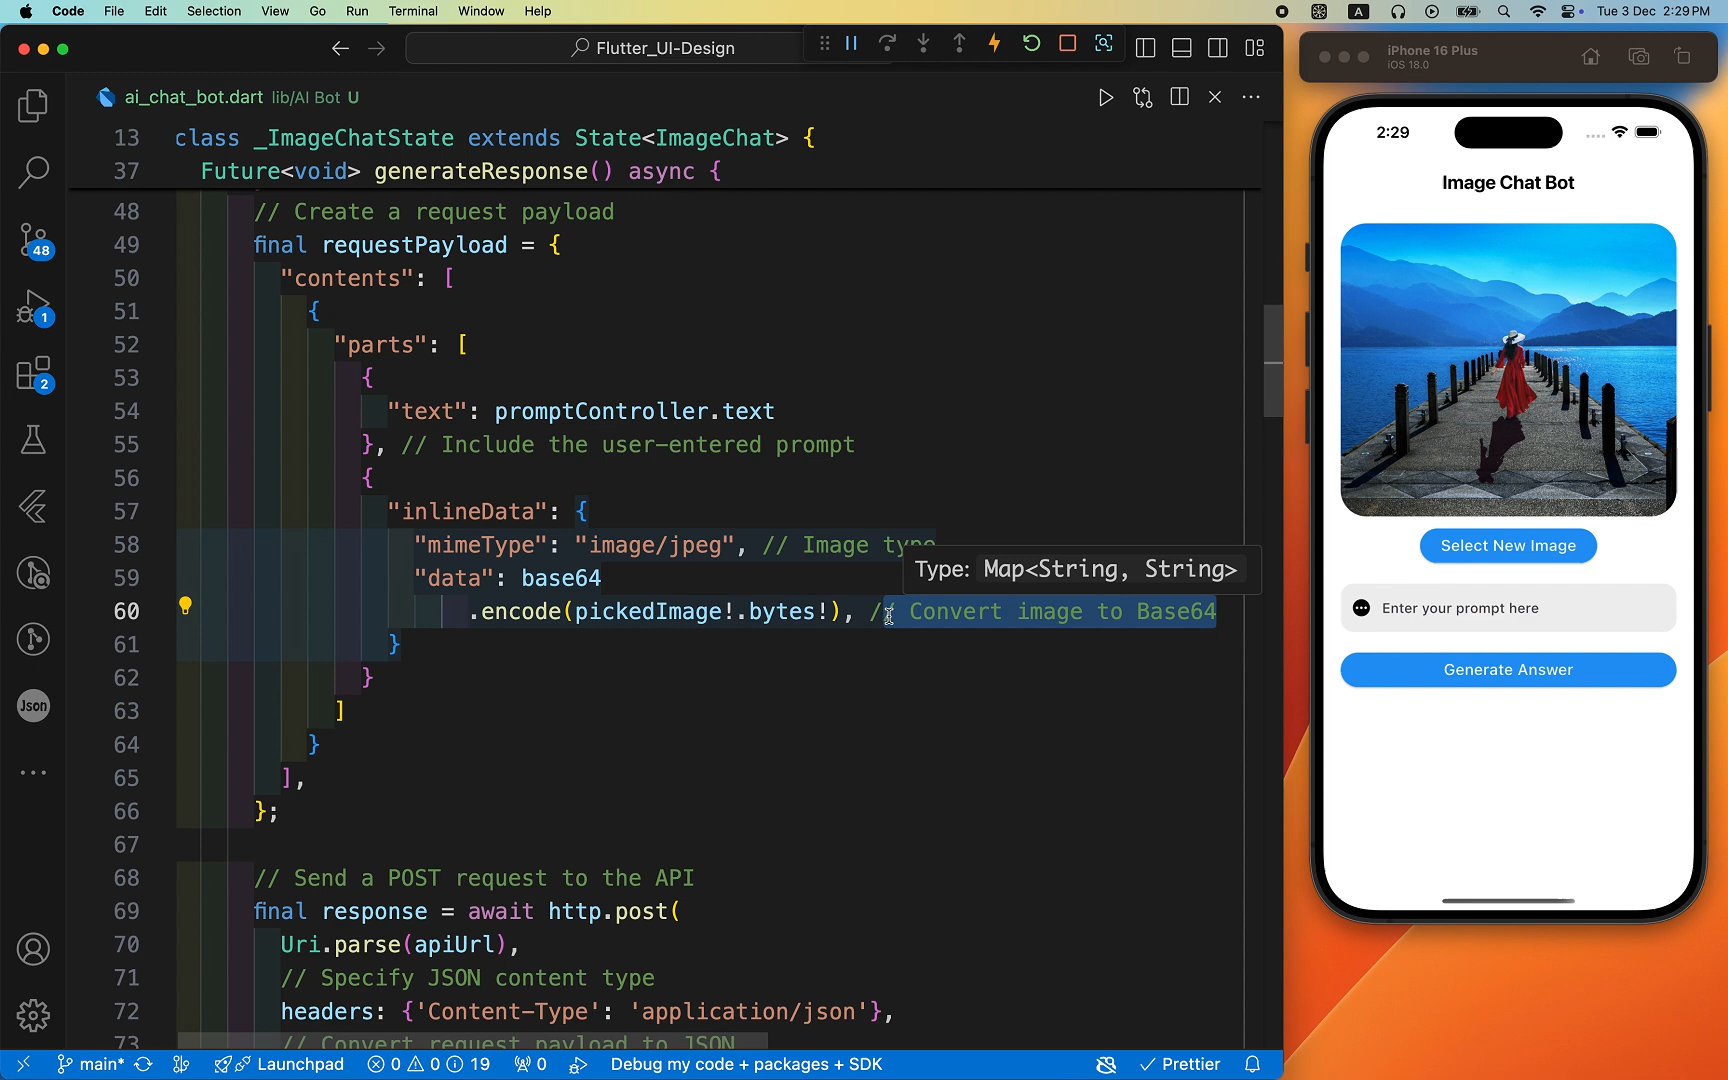 Code File Edit Selection View Go Run Terminal Window Help
A
Tue 3 Dec 2:29 PM
Flutter_UI-Design
ai_chat_bot.dart lib/AI Bot U
13 class _ImageChatState extends State<ImageChat> {
37 Future<void> generateResponse() async {
48 // Create a request payload
49 final requestPayload = {
50 "contents": [
51 {
52 "parts": [
53 {
54 "text": promptController.text
55 }, // Include the user-entered prompt
56 {
57 "inlineData": {
58 "mimeType": "image/jpeg", // Image type
Type: Map<String, String>
59 "data": base64
60 .encode(pickedImage!.bytes!), // Convert image to Base64
61 }
62 }
63 ]
64 }
65 ],
66 };
67
68 // Send a POST request to the API
69 final response = await http.post(
70 Uri.parse(apiUrl),
71 // Specify JSON content type
72 headers: {'Content-Type': 'application/json'},
73 // Convert request payload to JSON
48
1
2
Json
main* Launchpad 0 0 19 0 Debug my code + packages + SDK Prettier
iPhone 16 Plus
iOS 18.0
2:29
Image Chat Bot
Select New Image
Enter your prompt here
Generate Answer